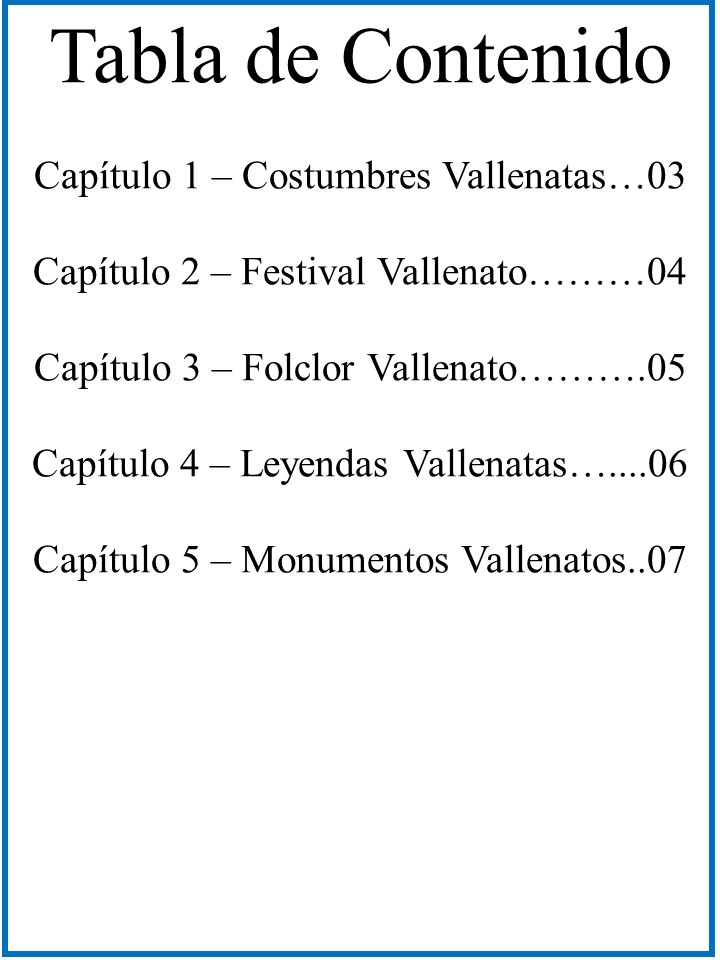 Tabla de Contenido
Capítulo 1 – Costumbres Vallenatas…03
Capítulo 2 – Festival Vallenato………04
Capítulo 3 – Folclor Vallenato……….05
Capítulo 4 – Leyendas Vallenatas…....06
Capítulo 5 – Monumentos Vallenatos..07